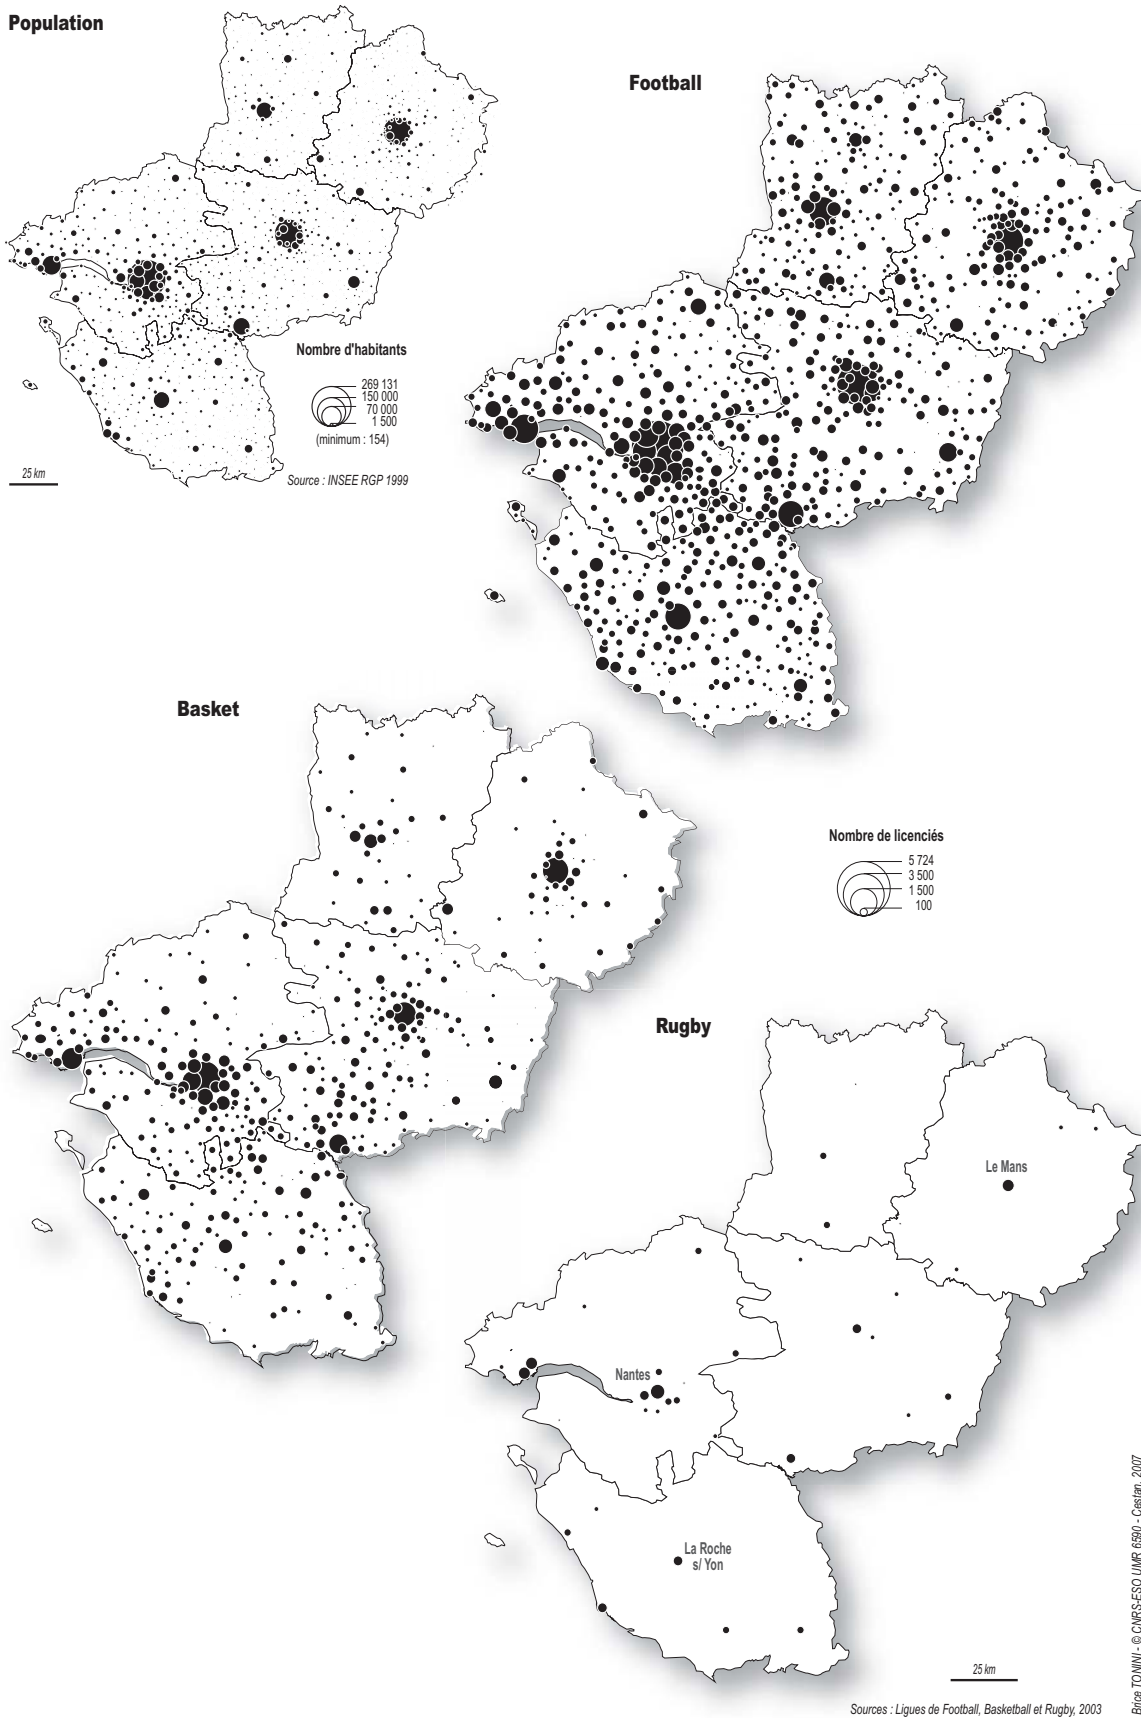 Population
Football
Nombre d'habitants
269 131
150 000
70 000
1 500
(minimum : 154)
25 km
Source : INSEE RGP 1999
Basket
Nombre de licenciés
5 724
3 500
1 500
100
Rugby
Le Mans
Nantes
La Roche
s/ Yon
25 km
Sources : Ligues de Football, Basketball et Rugby, 2003
Brice TONINI - © CNRS-ESO UMR 6590 - Cestan, 2007